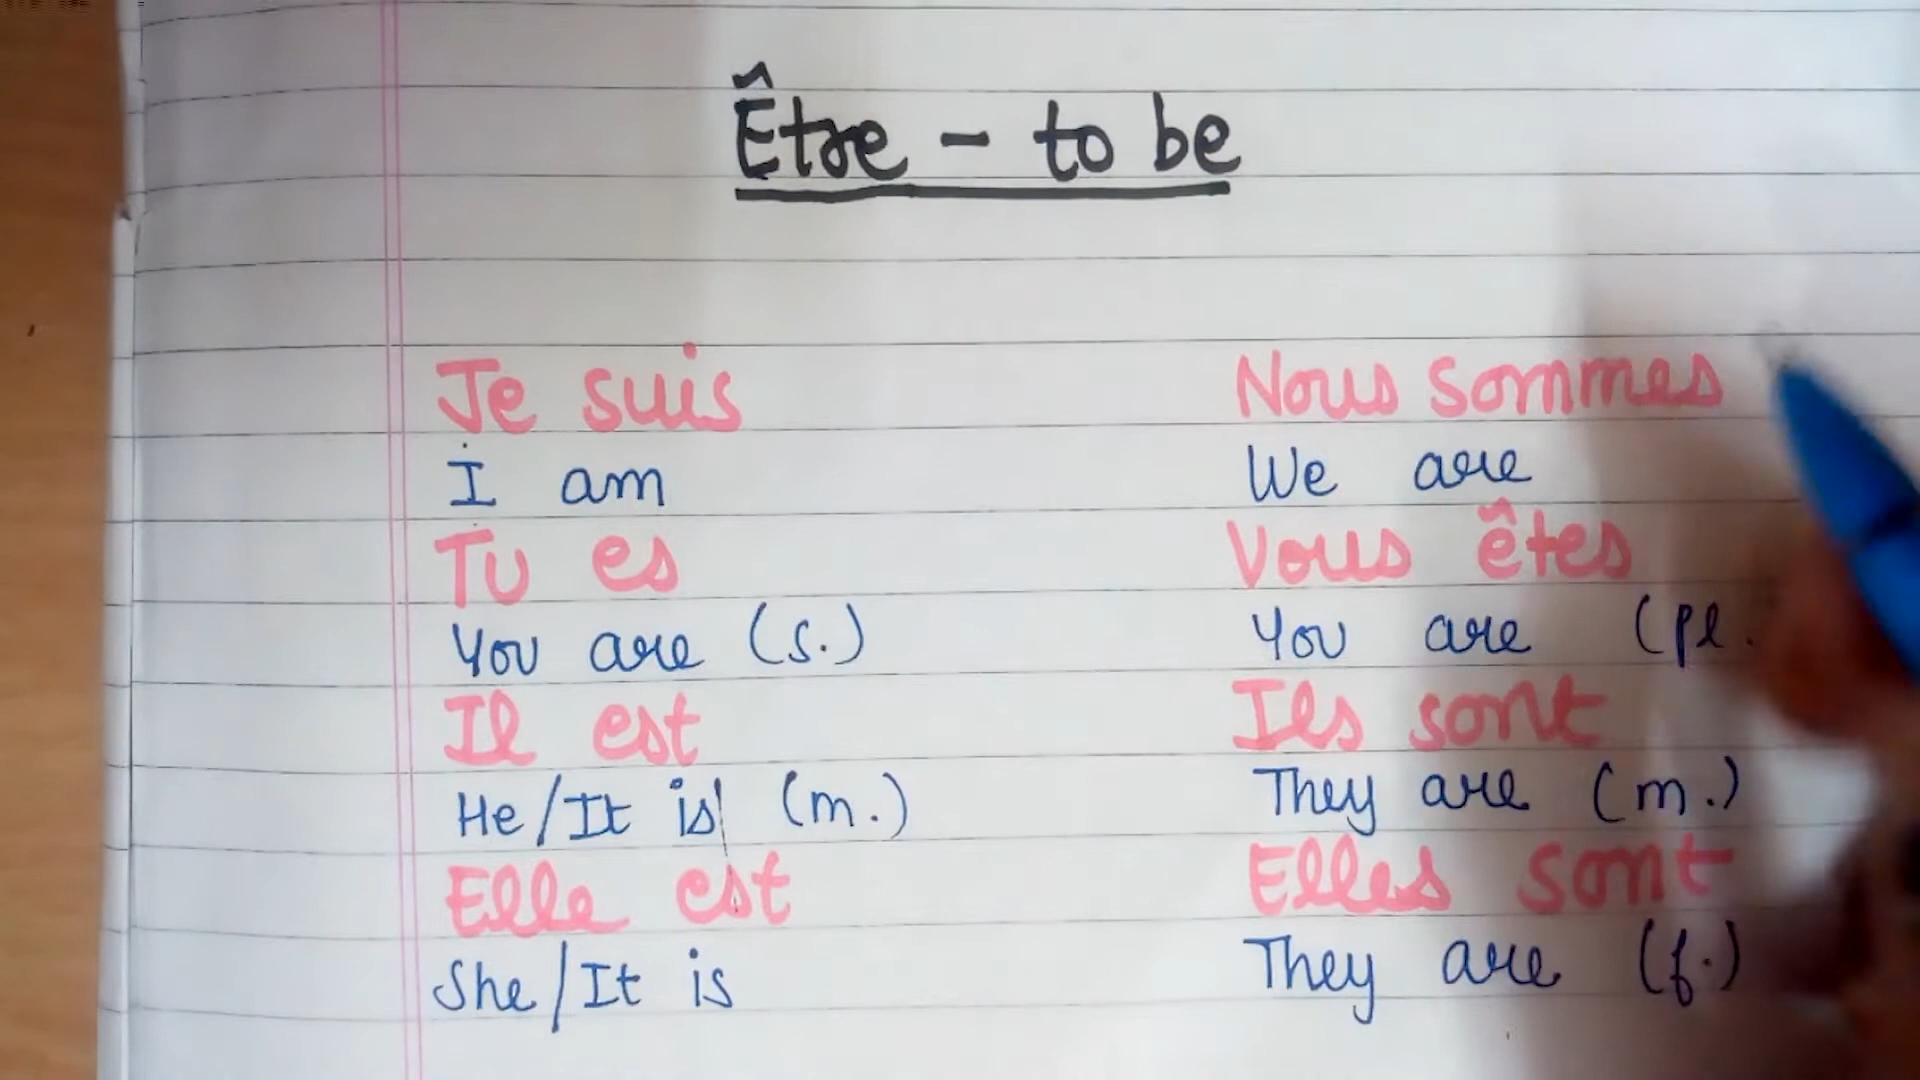 Être - to be
Je suis
I am
Tu es
You are (s.)
Il est
He/It is (m.)
Elle est
She/It is
Nous sommes
We are
Vous êtes
You are (pl.
Ils sont
They are (m.)
Elles sont
They are (f.)